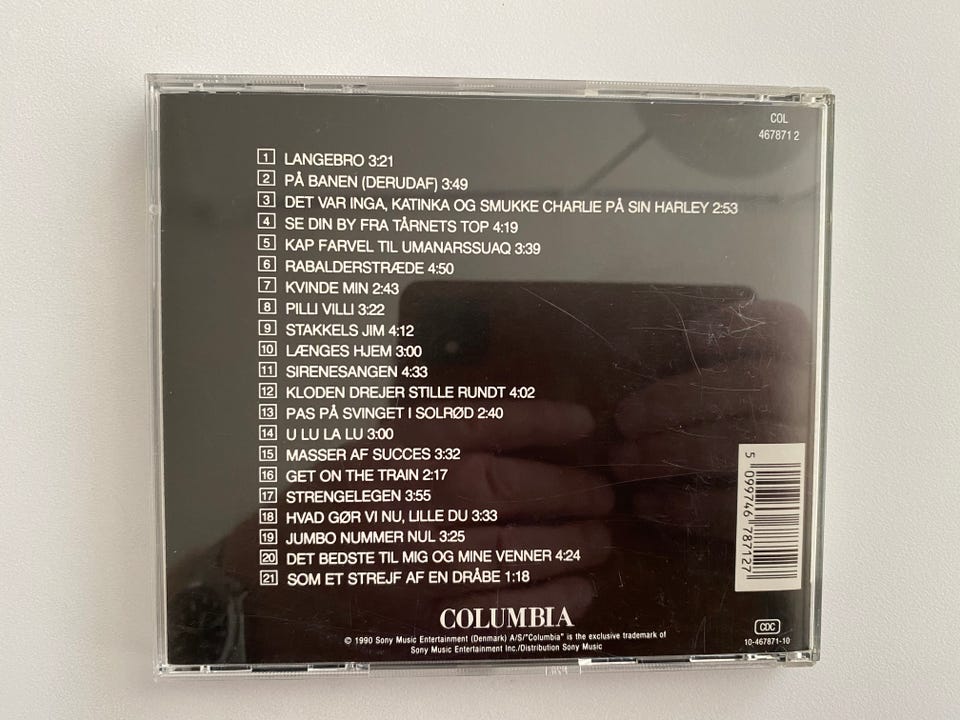 COL
467871 2
1 LANGEBRO 3:21
2 PÅ BANEN (DERUDAF) 3:49
3 DET VAR INGA, KATINKA OG SMUKKE CHARLIE PÅ SIN HARLEY 2:53
4 SE DIN BY FRA TÅRNETS TOP 4:19
5 KAP FARVEL TIL UMANARSSUAQ 3:39
6 RABALDERSTRÆDE 4:50
7 KVINDE MIN 2:43
8 PILLI VILLI 3:22
9 STAKKELS JIM 4:12
10 LÆNGES HJEM 3:00
11 SIRENESANGEN 4:33
12 KLODEN DREJER STILLE RUNDT 4:02
13 PAS PÅ SVINGET I SOLRØD 2:40
14 U LU LA LU 3:00
15 MASSER AF SUCCES 3:32
16 GET ON THE TRAIN 2:17
17 STRENGELEGEN 3:55
18 HVAD GØR VI NU, LILLE DU 3:33
19 JUMBO NUMMER NUL 3:25
20 DET BEDSTE TIL MIG OG MINE VENNER 4:24
21 SOM ET STREJF AF EN DRÅBE 1:18
5 099746 787127
COLUMBIA
© 1990 Sony Music Entertainment (Denmark) A/S/"Columbia" is the exclusive trademark of
Sony Music Entertainment Inc./Distribution Sony Music
CDC
10-467871-10